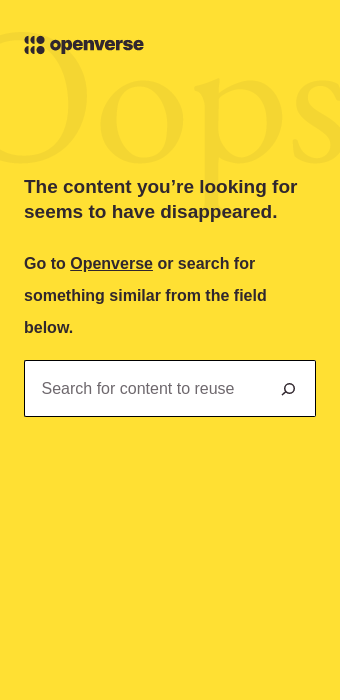 openverse
Oops
The content you’re looking for
seems to have disappeared.
Go to Openverse or search for
something similar from the field
below.
Search for content to reuse